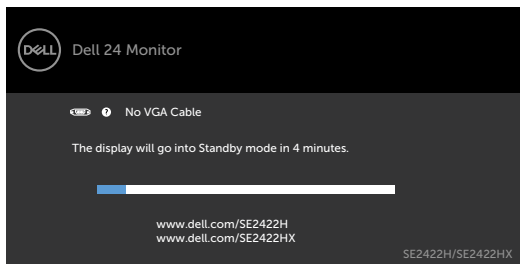 DELL
Dell 24 Monitor
? No VGA Cable
The display will go into Standby mode in 4 minutes.
www.dell.com/SE2422H
www.dell.com/SE2422HX
SE2422H/SE2422HX